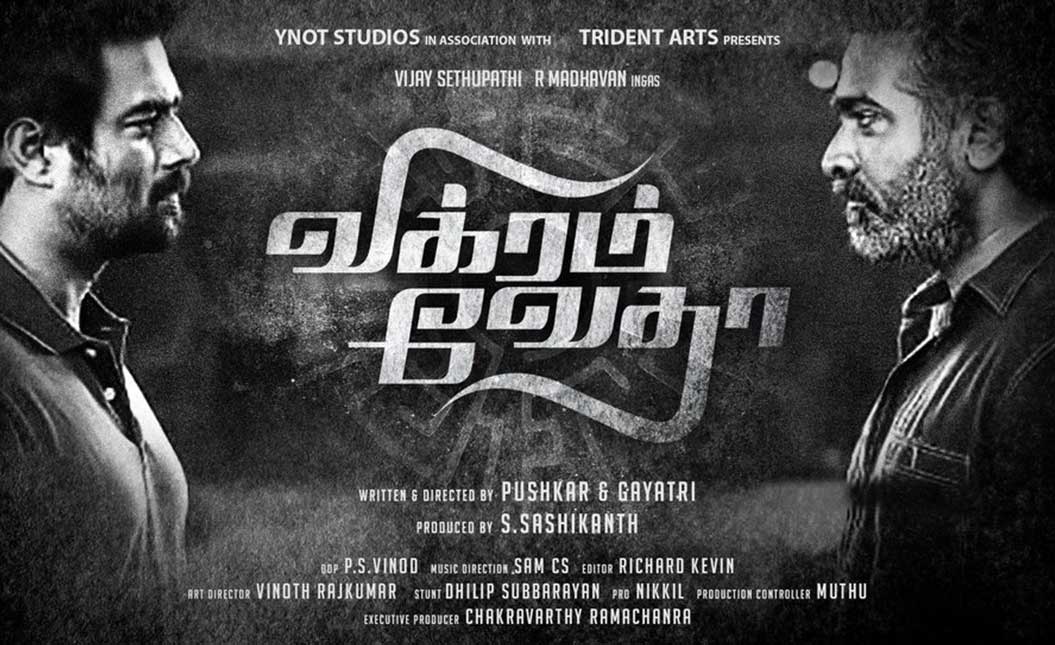 YNOT STUDIOS IN ASSOCIATION WITH TRIDENT ARTS PRESENTS
VIJAY SETHUPATHI R MADHAVAN INGAS
விக்ரம்
வேதா
WRITTEN & DIRECTED BY PUSHKAR & GAYATRI
PRODUCED BY S.SASHIKANTH
DOP P.S.VINOD MUSIC DIRECTION SAM CS EDITOR RICHARD KEVIN
ART DIRECTOR VINOTH RAJKUMAR STUNT DHILIP SUBBARAYAN PRO NIKKIL PRODUCTION CONTROLLER MUTHU
EXECUTIVE PRODUCER CHAKRAVARTHY RAMACHANRA